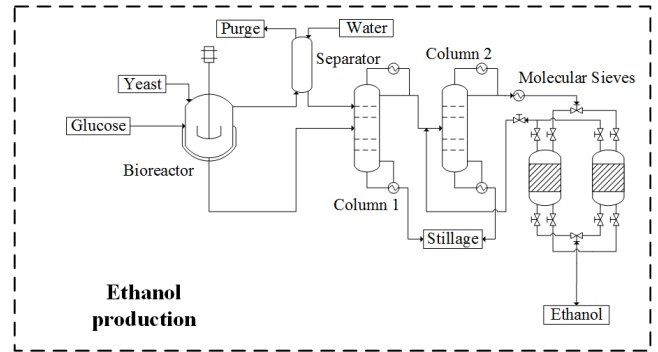 Purge
Water
Separator
Column 2
Molecular Sieves
Yeast
Glucose
Bioreactor
Column 1
Stillage
Ethanol
production
Ethanol